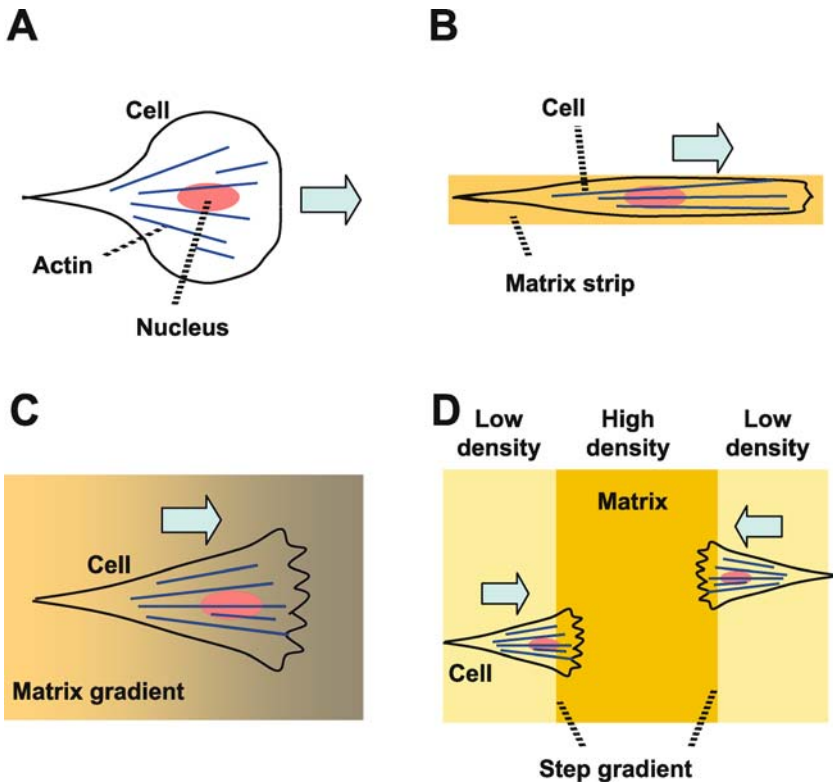 A
Cell
Actin
Nucleus
B
Cell
Matrix strip
C
Cell
Matrix gradient
D
Low density
High density
Low density
Matrix
Cell
Step gradient